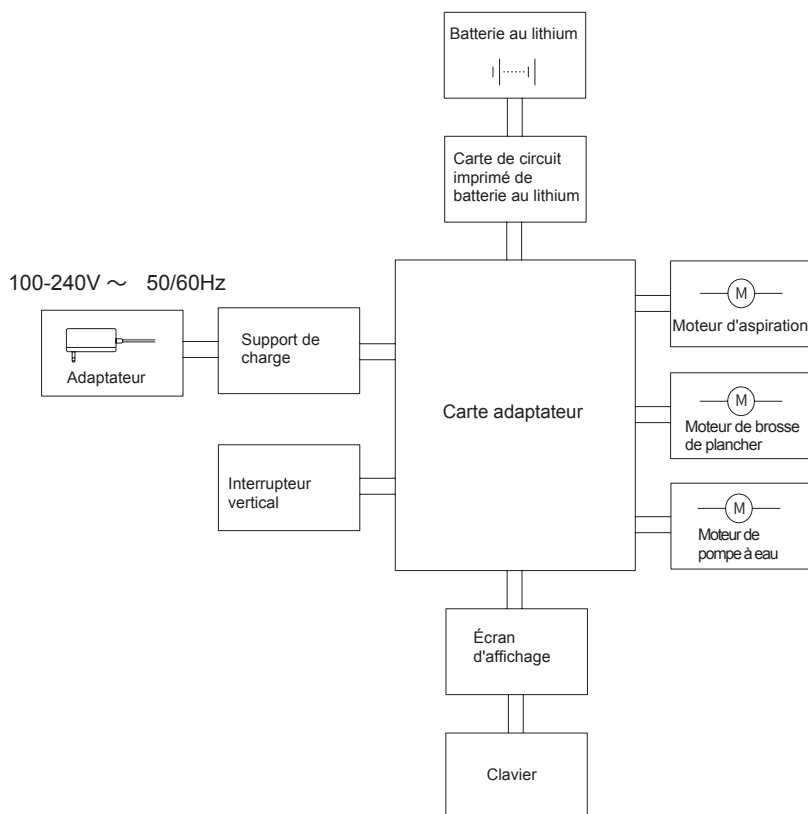 Batterie au lithium
Carte de circuit
imprimé de
batterie au lithium
100-240V ～ 50/60Hz
Adaptateur
Support de
charge
Interrupteur
vertical
Carte adaptateur
M
Moteur d'aspiration
M
Moteur de brosse
de plancher
M
Moteur de
pompe à eau
Écran
d'affichage
Clavier